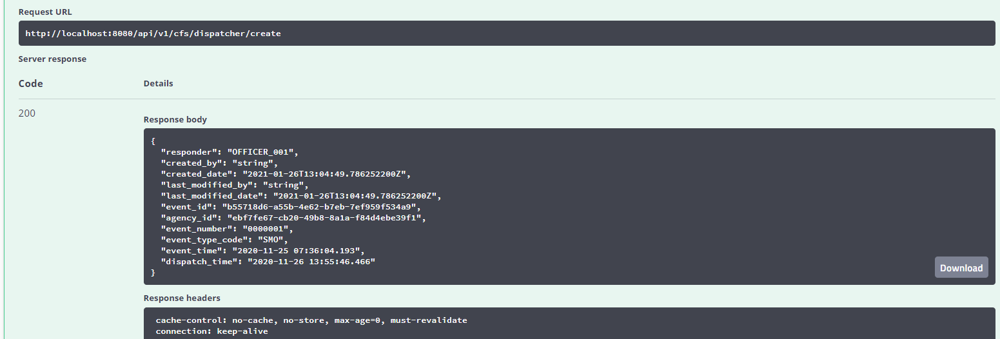 Request URL
http://localhost:8080/api/v1/cfs/dispatcher/create
Server response
Code Details
200
Response body
{
"responder": "OFFICER_001",
"created_by": "string",
"created_date": "2021-01-26T13:04:49.786252200Z",
"last_modified_by": "string",
"last_modified_date": "2021-01-26T13:04:49.786252200Z",
"event_id": "b55718d6-a55b-4e62-b7eb-7ef959f534a9",
"agency_id": "ebf7fe67-cb20-49b8-8a1a-f84d4ebe39f1",
"event_number": "0000001",
"event_type_code": "SMO",
"event_time": "2020-11-25 07:36:04.193",
"dispatch_time": "2020-11-26 13:55:46.466"
}
Download
Response headers
cache-control: no-cache, no-store, max-age=0, must-revalidate
connection: keep-alive